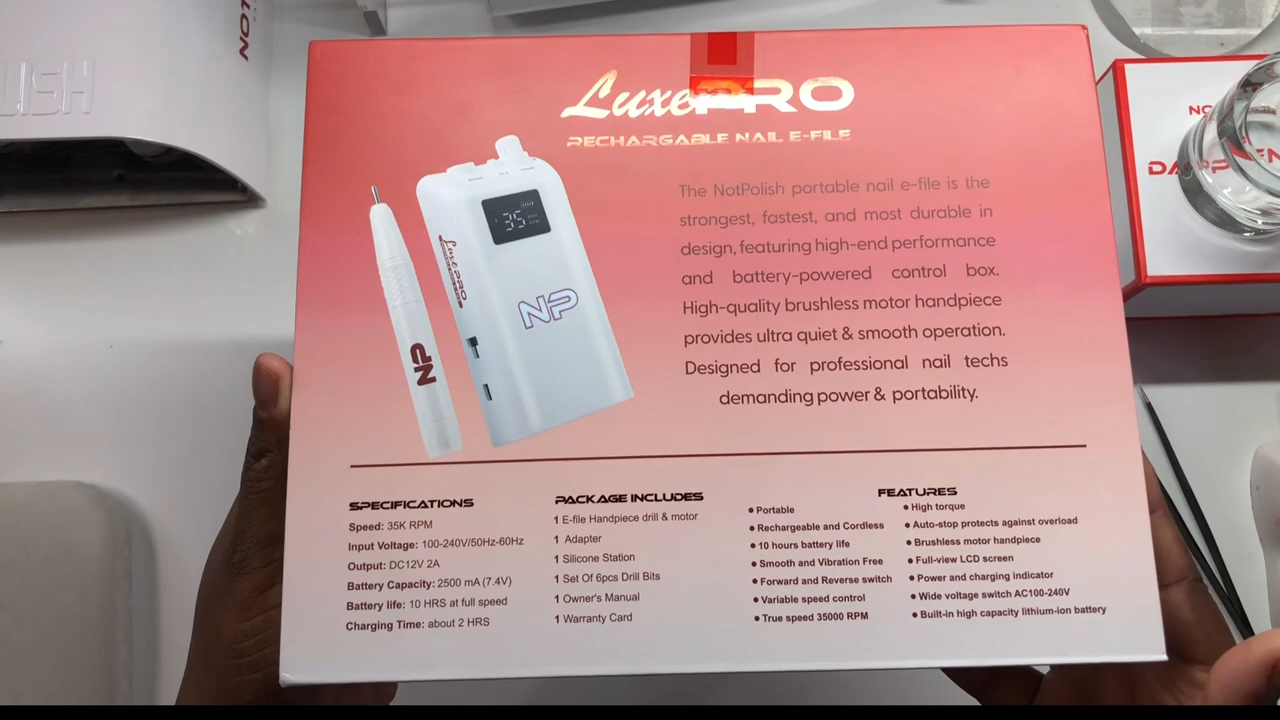 LuxePRO
RECHARGABLE NAIL E-FILE
The NotPolish portable nail e-file is the
strongest, fastest, and most durable in
design, featuring high-end performance
and battery-powered control box.
High-quality brushless motor handpiece
provides ultra quiet & smooth operation.
Designed for professional nail techs
demanding power & portability.
35
LuxePRO
NP
NP
SPECIFICATIONS
Speed: 35K RPM
Input Voltage: 100-240V/50Hz-60Hz
Output: DC12V 2A
Battery Capacity: 2500 mA (7.4V)
Battery life: 10 HRS at full speed
Charging Time: about 2 HRS
PACKAGE INCLUDES
1 E-file Handpiece drill & motor
1 Adapter
1 Silicone Station
1 Set Of 6pcs Drill Bits
1 Owner's Manual
1 Warranty Card
FEATURES
• Portable
• Rechargeable and Cordless
• 10 hours battery life
• Smooth and Vibration Free
• Forward and Reverse switch
• Variable speed control
• True speed 35000 RPM
• High torque
• Auto-stop protects against overload
• Brushless motor handpiece
• Full-view LCD screen
• Power and charging indicator
• Wide voltage switch AC100-240V
• Built-in high capacity lithium-ion battery
LISH
NOT
NO